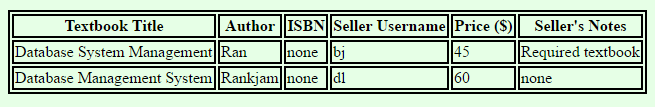 Textbook Title Author ISBN Seller Username Price ($) Seller's Notes
Database System Management Ran none bj 45 Required textbook
Database Management System Rankjam none dl 60 none